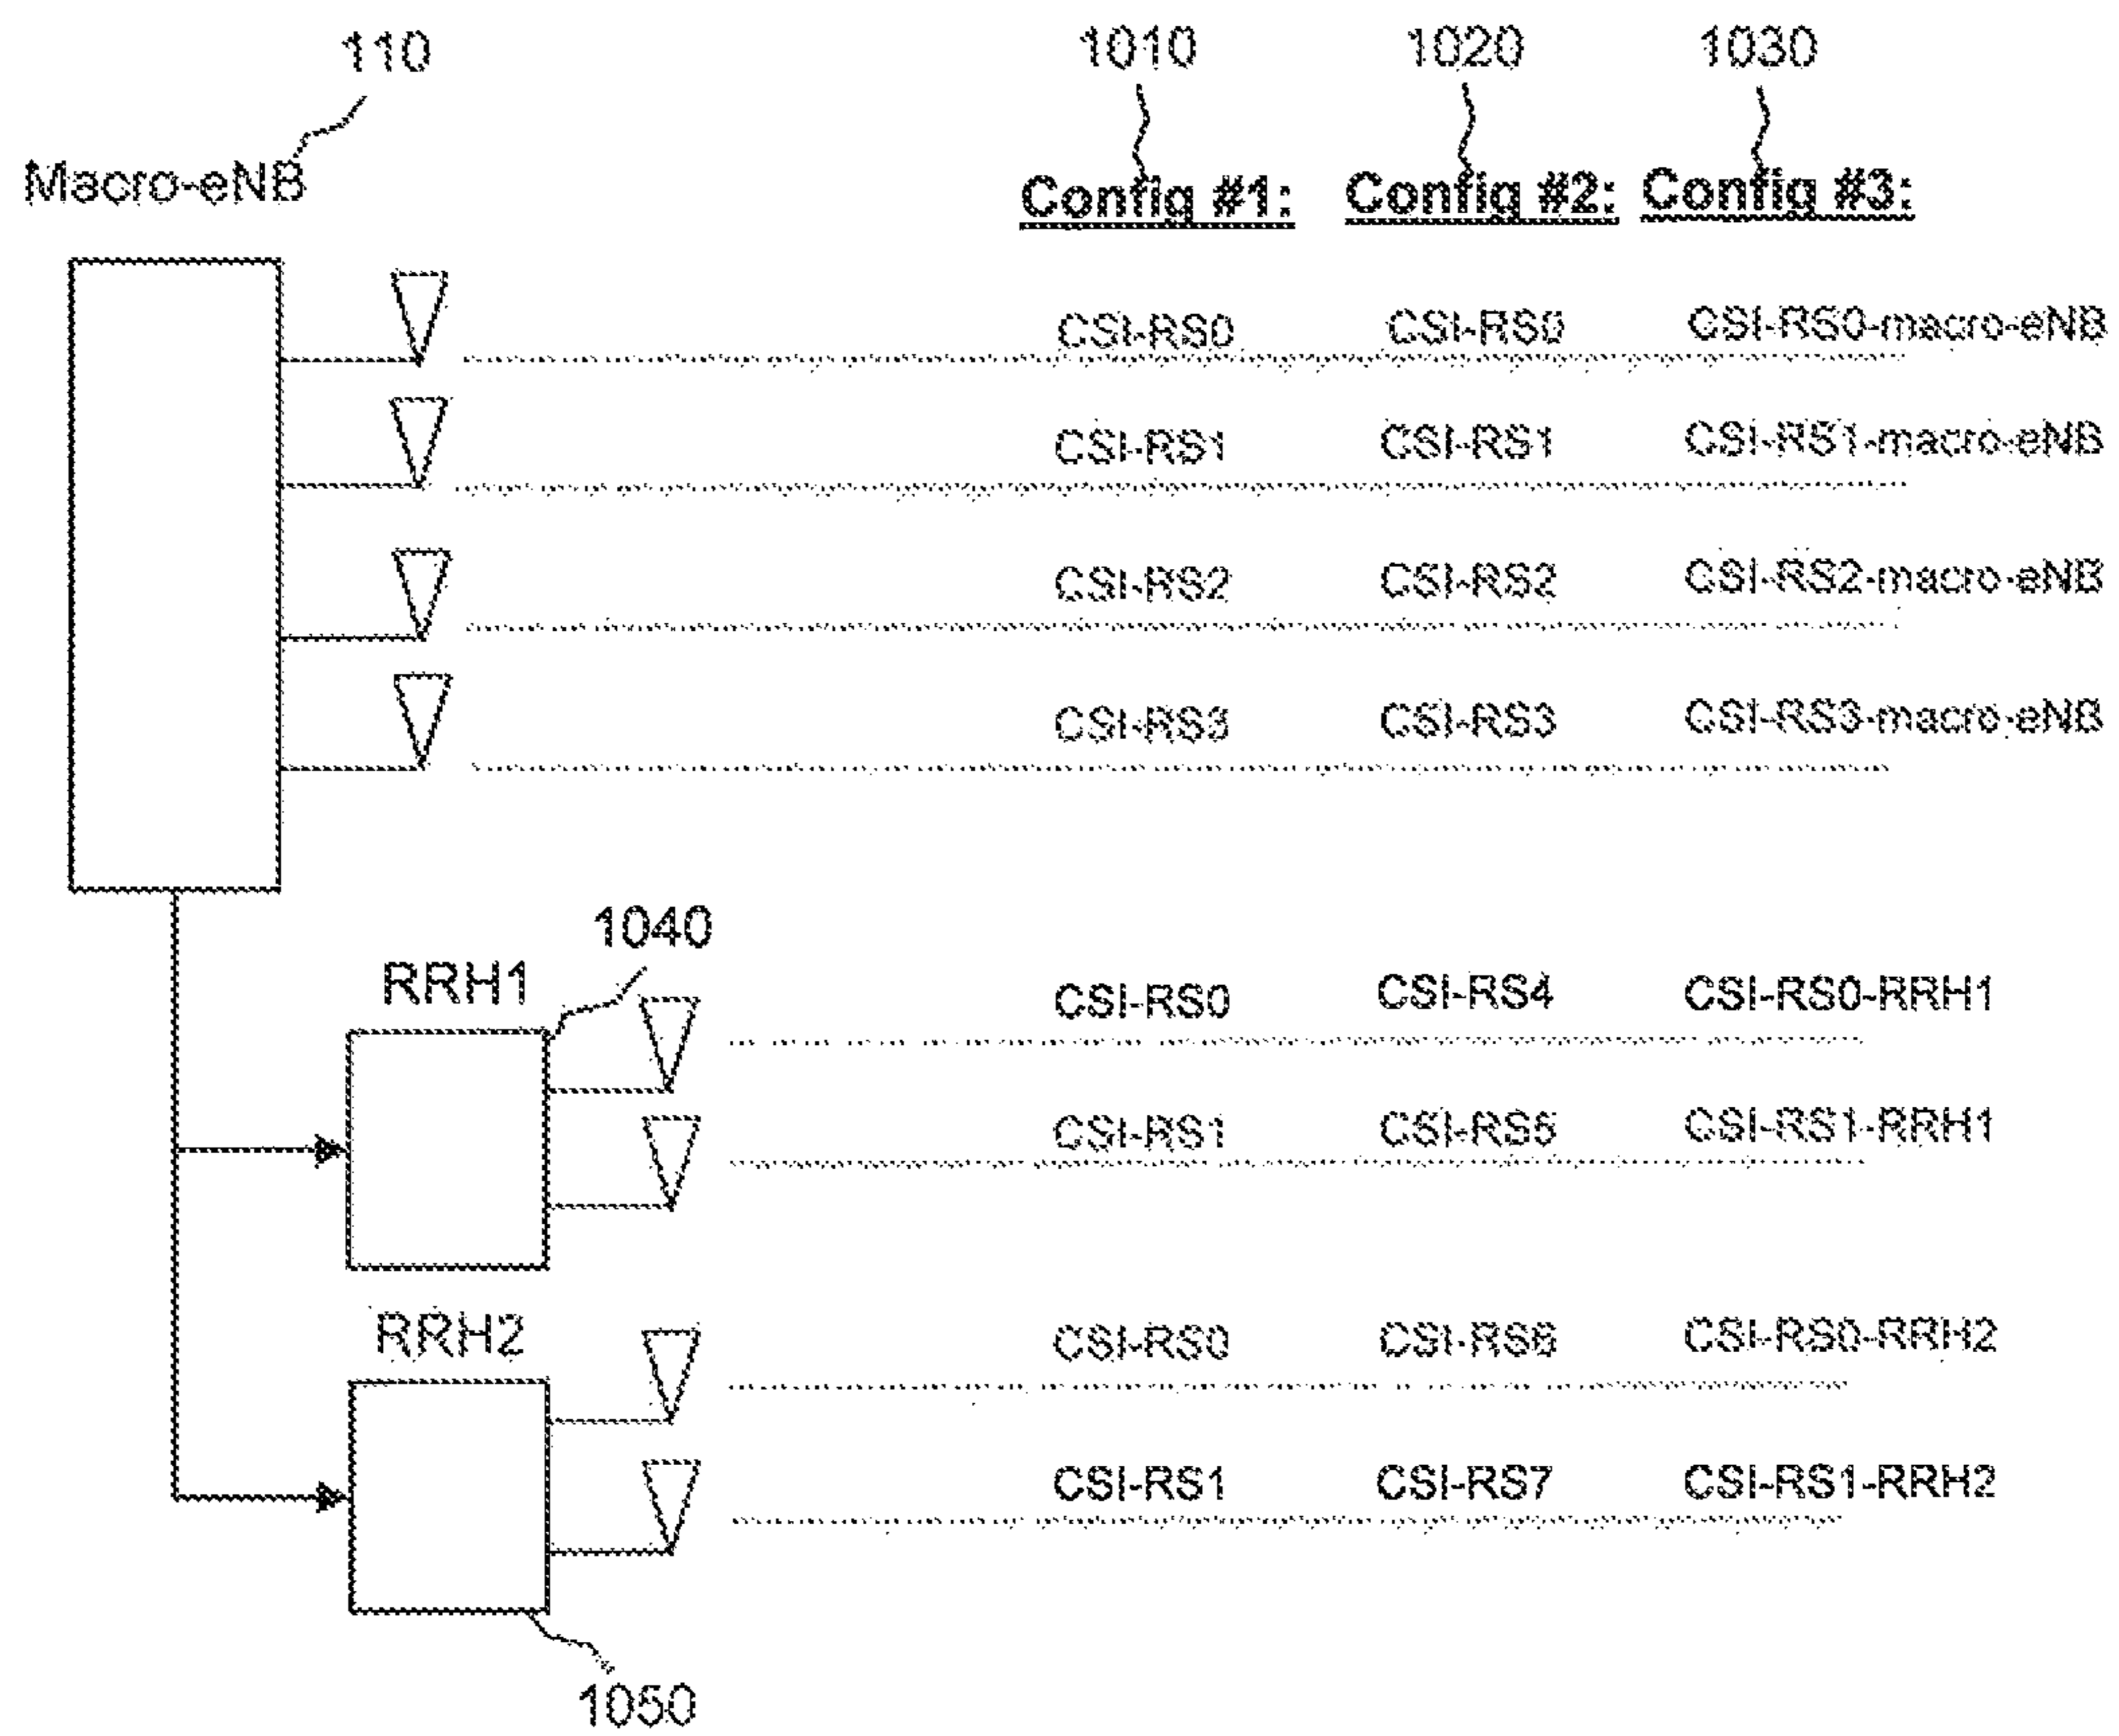 110 1010 1020 1030
Macro-eNB Config #1: Config #2: Config #3:
CSI-RS0 CSI-RS0 CSI-RS0-macro-eNB
CSI-RS1 CSI-RS1 CSI-RS1-macro-eNB
CSI-RS2 CSI-RS2 CSI-RS2-macro-eNB
CSI-RS3 CSI-RS3 CSI-RS3-macro-eNB
1040
RRH1 CSI-RS0 CSI-RS4 CSI-RS0-RRH1
CSI-RS1 CSI-RS5 CSI-RS1-RRH1
RRH2 CSI-RS0 CSI-RS6 CSI-RS0-RRH2
CSI-RS1 CSI-RS7 CSI-RS1-RRH2
1050